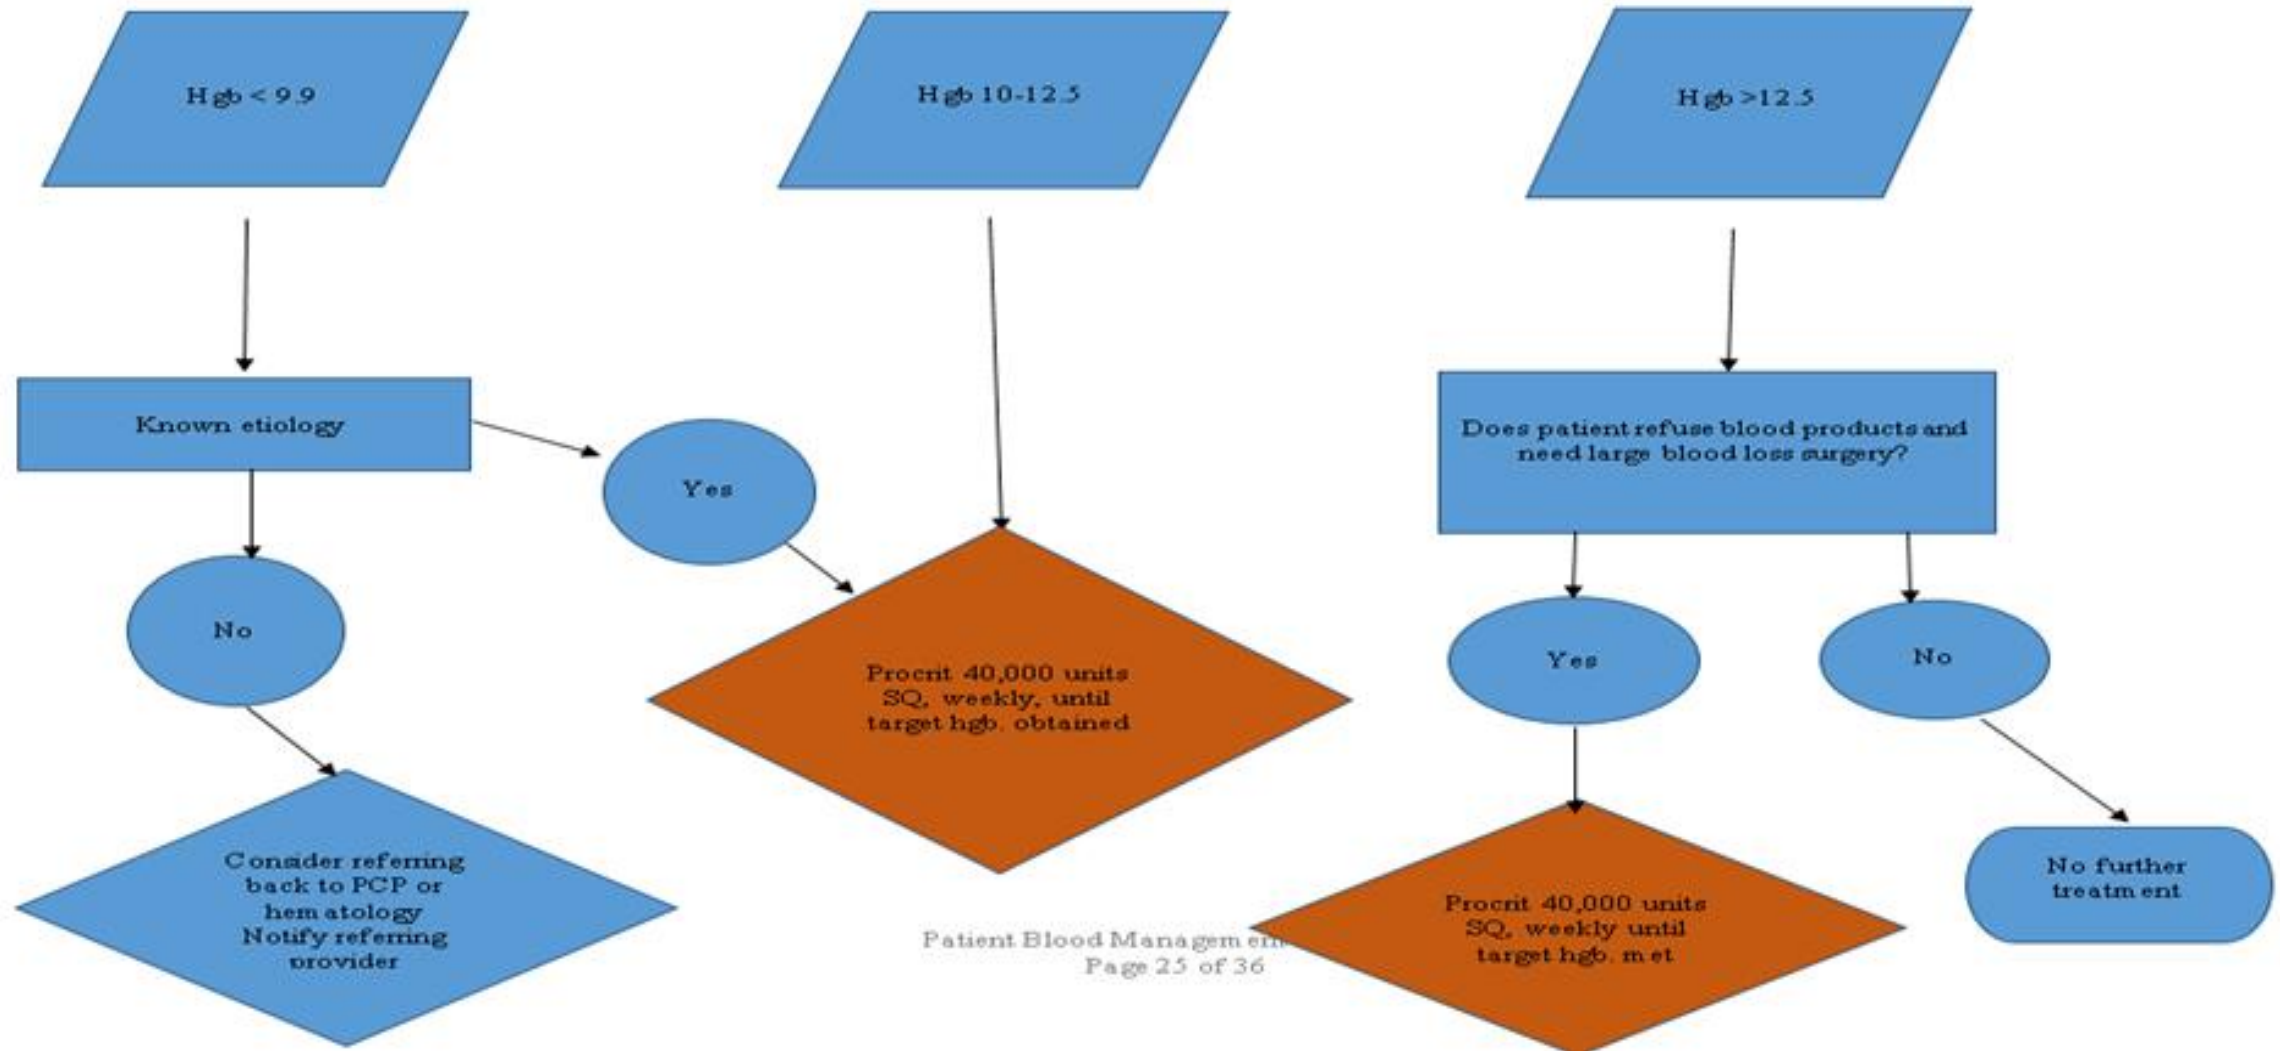 Hgb < 9.9
Hgb 10-12.5
Hgb >12.5
Known etiology
Yes
Does patient refuse blood products and
need large blood loss surgery?
No
Yes
No
Procrit 40,000 units
SQ, weekly, until
target hgb. obtained
Consider referring
back to PCP or
hematology
Notify referring
provider
Procrit 40,000 units
SQ, weekly until
target hgb. met
No further
treatment
Patient Blood
Page 25 of 36